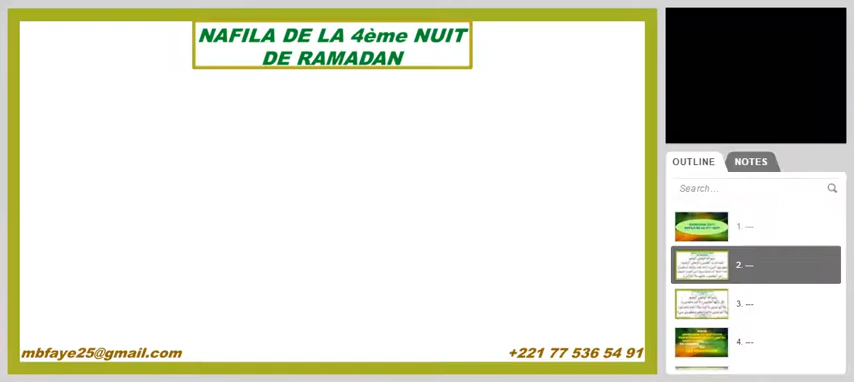 NAFILA DE LA 4ème NUIT
DE RAMADAN
mbfaye25@gmail.com
+221 77 536 54 91
OUTLINE
NOTES
Search...
1. ---
2. ---
3. ---
4. ---